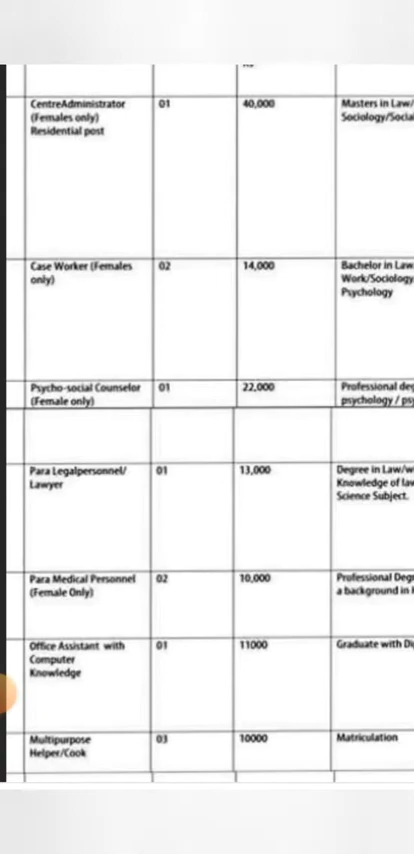 CentreAdministrator
(Females only)
Residential post
01
40,000
Masters in Law/
Sociology/Social
Case Worker (Females
only)
02
14,000
Bachelor in Law
Work/Sociology
Psychology
Psycho-social Counselor
(Female only)
01
22,000
Professional deg
psychology / psy
Para Legalpersonnel/
Lawyer
01
13,000
Degree in Law/w
Knowledge of law
Science Subject.
Para Medical Personnel
(Female Only)
02
10,000
Professional Degr
a background in
Office Assistant with
Computer
Knowledge
01
11000
Graduate with Di
Multipurpose
Helper/Cook
03
10000
Matriculation